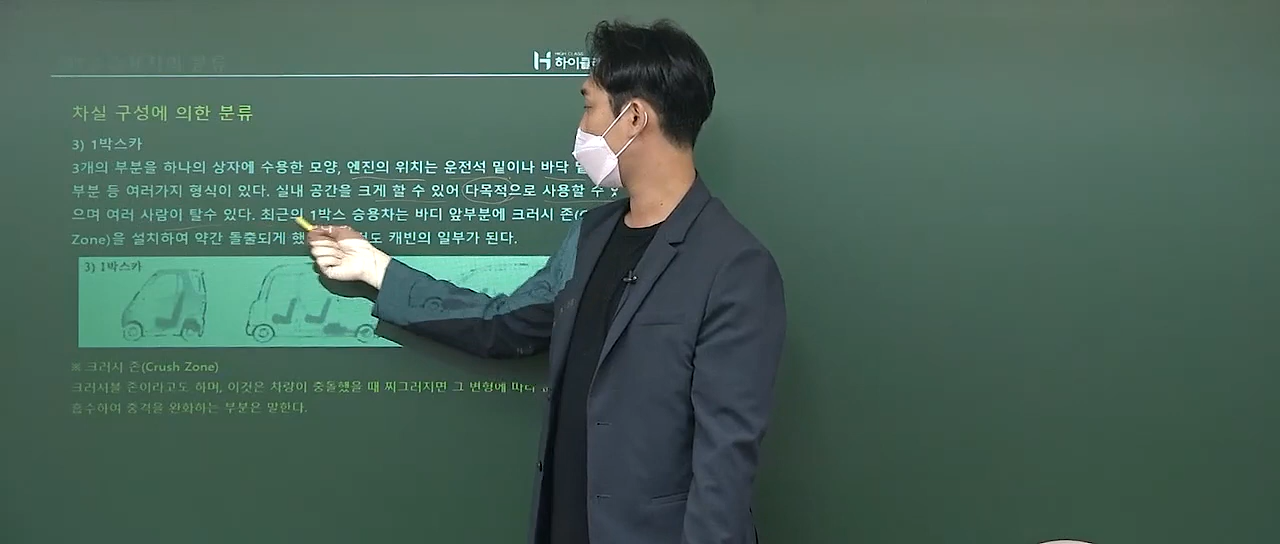 HIGH CLASS
하이클
차실 구성에 의한 분류
3) 1박스카
3개의 부분을 하나의 상자에 수용한 모양, 엔진의 위치는 운전석 밑이나 바닥
부분 등 여러가지 형식이 있다. 실내 공간을 크게 할 수 있어 다목적으로 사용할 수
으며 여러 사람이 탈수 있다. 최근의 1박스 승용차는 바디 앞부분에 크러시 존(
Zone)을 설치하여 약간 돌출되게 했 캐빈의 일부가 된다.
3) 1박스카
※ 크러시 존(Crush Zone)
크러셔블 존이라고도 하며, 이것은 차량이 충돌했을 때 찌그러지면 그 변형에 따라
흡수하여 충격을 완화하는 부분은 말한다.